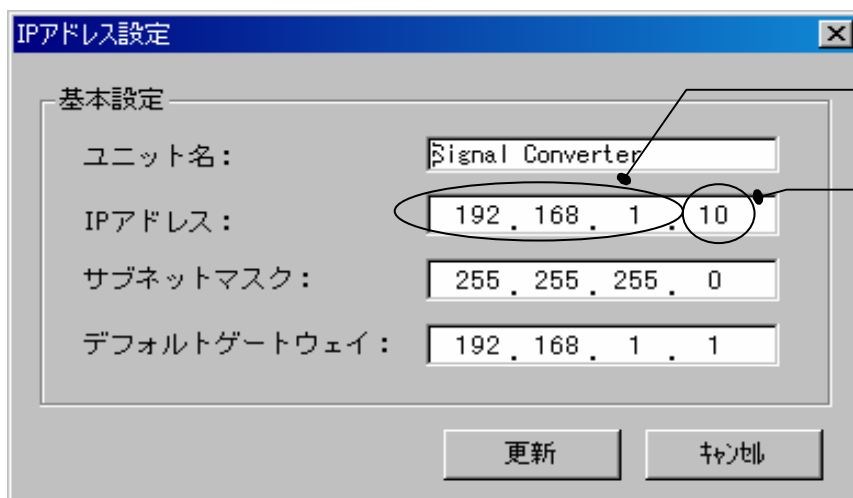 IPアドレス設定
基本設定
ユニット名： Signal Converter
IPアドレス： 192 . 168 . 1 . 10
サブネットマスク： 255 . 255 . 255 . 0
デフォルトゲートウェイ： 192 . 168 . 1 . 1
更新 ｷｬﾝｾﾙ